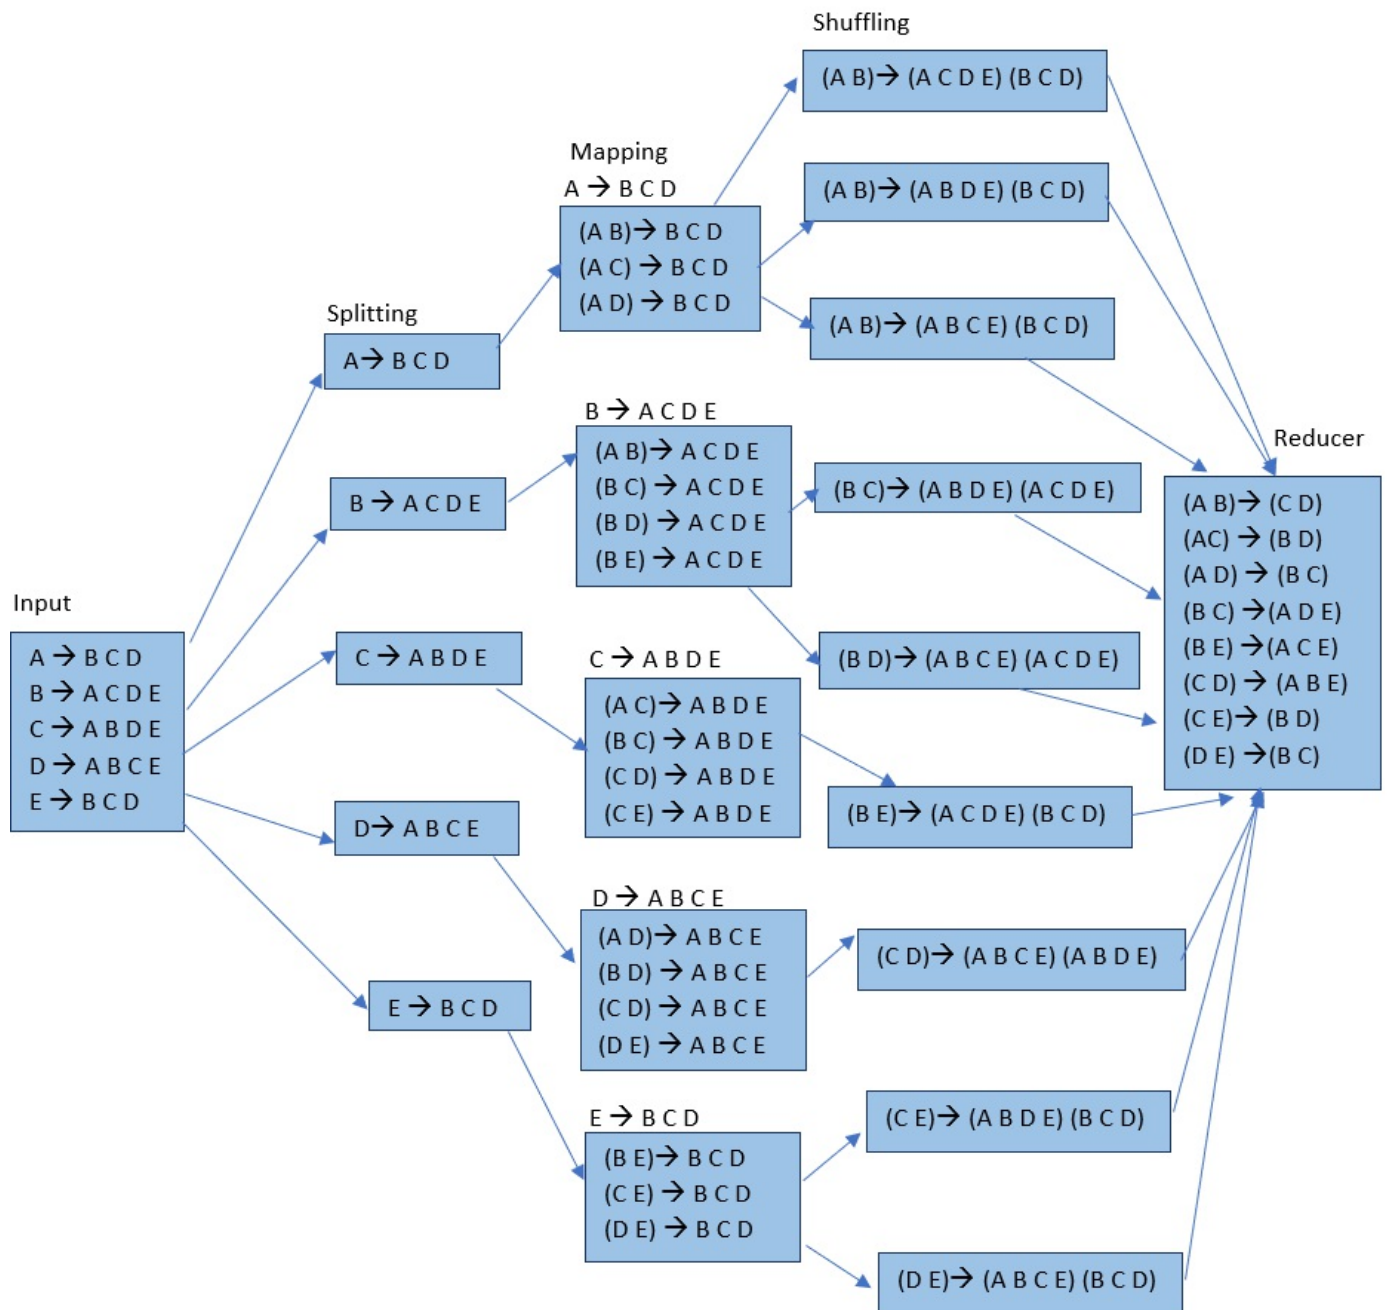 Input
A → B C D
B → A C D E
C → A B D E
D → A B C E
E → B C D
Splitting
A→ B C D
B → A C D E
C → A B D E
D→ A B C E
E → B C D
Mapping
A → B C D
(A B)→ B C D
(A C) → B C D
(A D) → B C D
B → A C D E
(A B)→ A C D E
(B C) → A C D E
(B D) → A C D E
(B E) → A C D E
C → A B D E
(A C)→ A B D E
(B C) → A B D E
(C D) → A B D E
(C E) → A B D E
D → A B C E
(A D)→ A B C E
(B D) → A B C E
(C D) → A B C E
(D E) → A B C E
E → B C D
(B E)→ B C D
(C E) → B C D
(D E) → B C D
Shuffling
(A B)→ (A C D E) (B C D)
(A B)→ (A B D E) (B C D)
(A B)→ (A B C E) (B C D)
(B C)→ (A B D E) (A C D E)
(B D)→ (A B C E) (A C D E)
(B E)→ (A C D E) (B C D)
(C D)→ (A B C E) (A B D E)
(C E)→ (A B D E) (B C D)
(D E)→ (A B C E) (B C D)
Reducer
(A B)→ (C D)
(AC) → (B D)
(A D) → (B C)
(B C) →(A D E)
(B E) →(A C E)
(C D) → (A B E)
(C E)→ (B D)
(D E) →(B C)